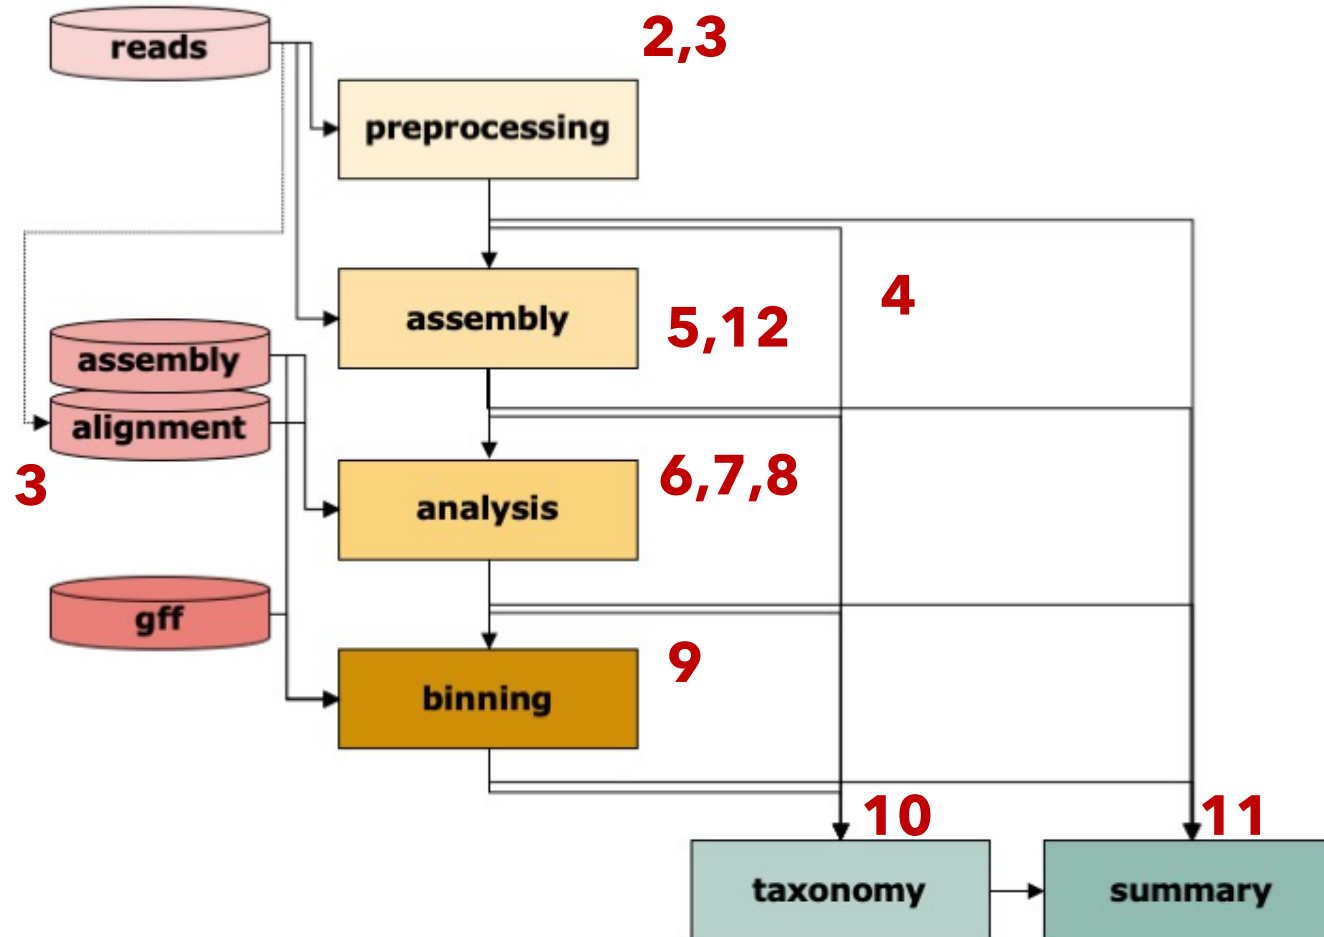 reads
2,3
preprocessing
4
assembly
5,12
assembly
alignment
3
6,7,8
analysis
gff
9
binning
10
11
taxonomy
summary